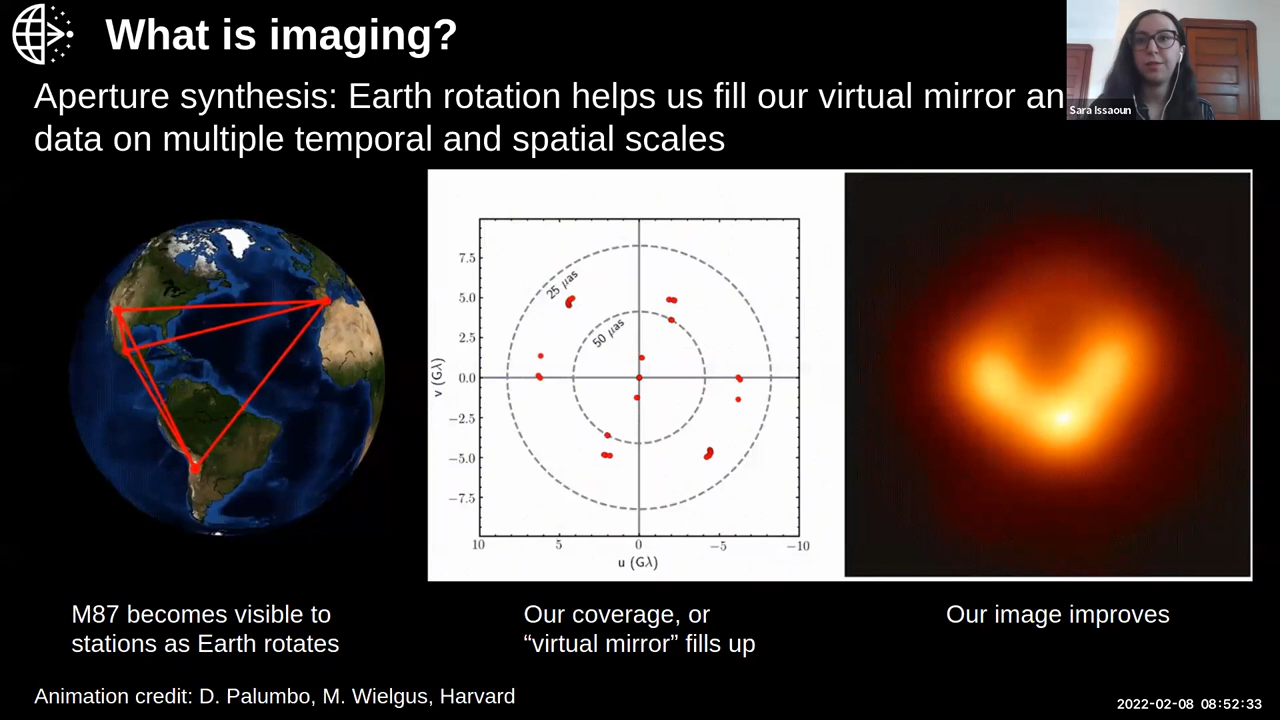 What is imaging?
Aperture synthesis: Earth rotation helps us fill our virtual mirror an
data on multiple temporal and spatial scales
Sara Issaoun
7.5
5.0
2.5
0.0
−2.5
−5.0
−7.5
v (Gλ)
25 μas
50 μas
10 5 0 −5 −10
u (Gλ)
M87 becomes visible to
stations as Earth rotates
Our coverage, or
“virtual mirror” fills up
Our image improves
Animation credit: D. Palumbo, M. Wielgus, Harvard
2022-02-08 08:52:33